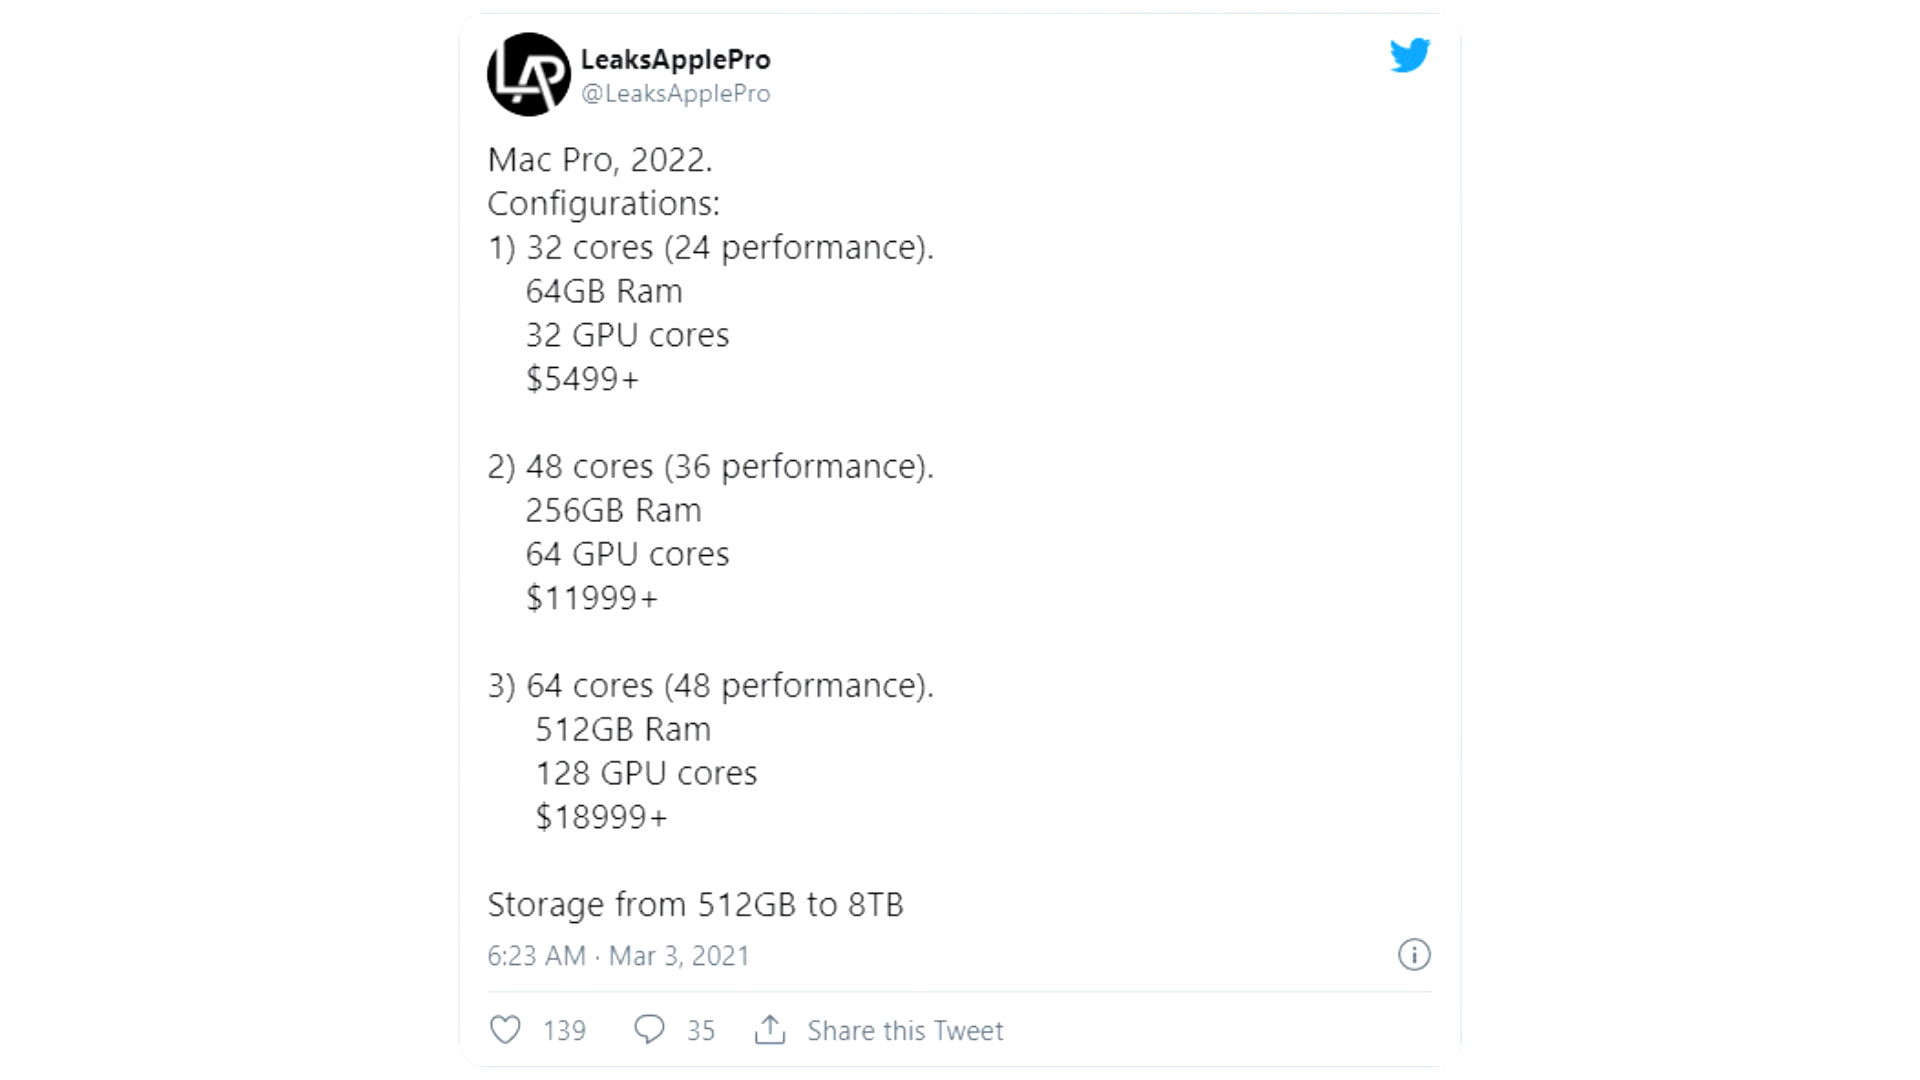 LAP
LeaksApplePro
@LeaksApplePro
Mac Pro, 2022.
Configurations:
1) 32 cores (24 performance).
64GB Ram
32 GPU cores
$5499+
2) 48 cores (36 performance).
256GB Ram
64 GPU cores
$11999+
3) 64 cores (48 performance).
512GB Ram
128 GPU cores
$18999+
Storage from 512GB to 8TB
6:23 AM · Mar 3, 2021
139 35 Share this Tweet